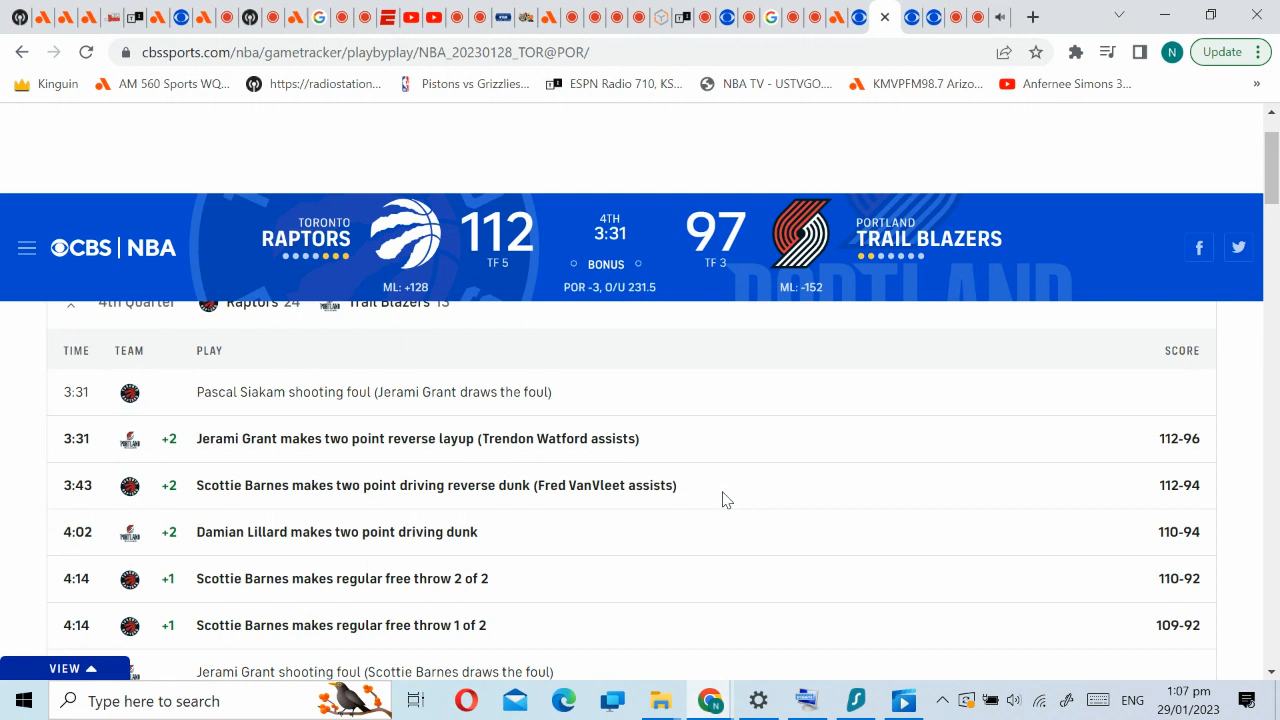 cbssports.com/nba/gametracker/playbyplay/NBA_20230128_TOR@POR/
N
Update
Kinguin
AM 560 Sports WQ...
https://radiostation...
Pistons vs Grizzlies...
ESPN Radio 710, KS...
NBA TV - USTVGO....
KMVPFM98.7 Arizo...
Anfernee Simons 3...
»
CBS | NBA
TORONTO
RAPTORS
112
TF 5
ML: +128
4TH
3:31
BONUS
POR -3, O/U 231.5
97
TF 3
PORTLAND
TRAIL BLAZERS
ML: -152
PORTLAND
4th Quarter Raptors 24 Trail Blazers 13
TIME TEAM PLAY SCORE
3:31 Pascal Siakam shooting foul (Jerami Grant draws the foul)
3:31 +2 Jerami Grant makes two point reverse layup (Trendon Watford assists) 112-96
3:43 +2 Scottie Barnes makes two point driving reverse dunk (Fred VanVleet assists) 112-94
4:02 +2 Damian Lillard makes two point driving dunk 110-94
4:14 +1 Scottie Barnes makes regular free throw 2 of 2 110-92
4:14 +1 Scottie Barnes makes regular free throw 1 of 2 109-92
Jerami Grant shooting foul (Scottie Barnes draws the foul)
VIEW
Type here to search
ENG
1:07 pm
29/01/2023